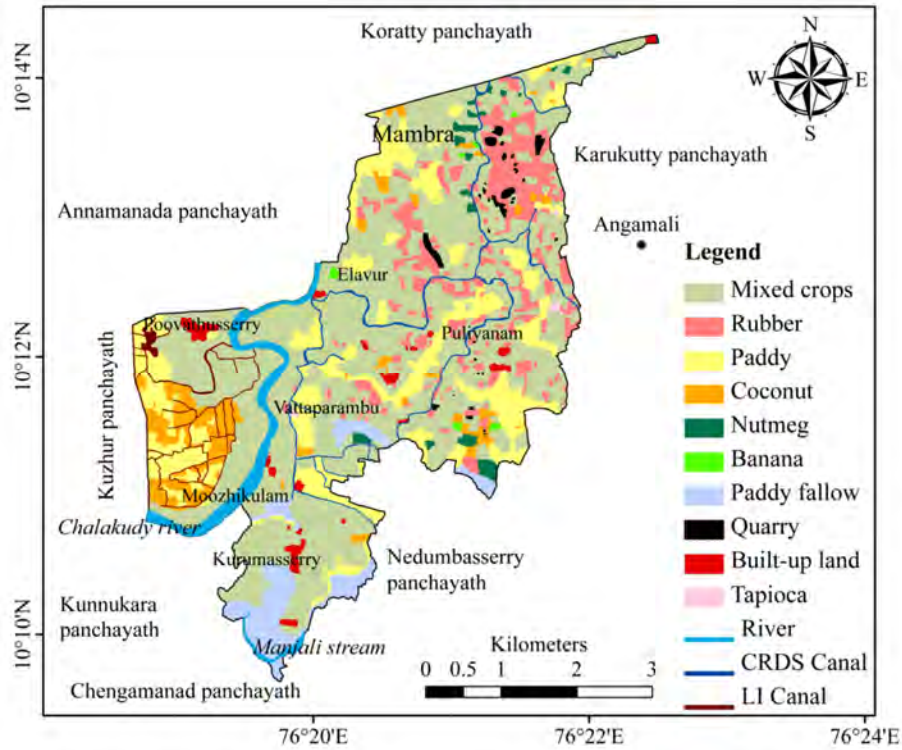 Koratty panchayath
N
W E
S
10°14'N
Mambra
Karukutty panchayath
Annamanada panchayath
Angamali
Legend
Mixed crops
Rubber
Paddy
Coconut
Nutmeg
Banana
Paddy fallow
Quarry
Built-up land
Tapioca
River
CRDS Canal
LI Canal
Elavur
Poovathusserry
Puliyanam
10°12'N
Kuzhur panchayath
Vattaparambu
Moozhikulam
Chalakudy river
Kurumasserry
Nedumbasserry
panchayath
Kunnukara
panchayath
10°10'N
Manjali stream
Chengamanad panchayath
Kilometers
0 0.5 1 2 3
76°20'E
76°22'E
76°24'E